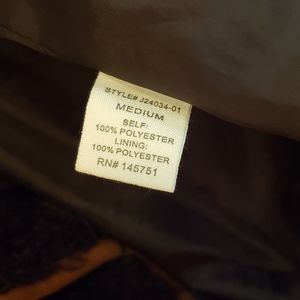 STYLE# J24034-01
MEDIUM
SELF:
100% POLYESTER
LINING:
100% POLYESTER
RN# 145751